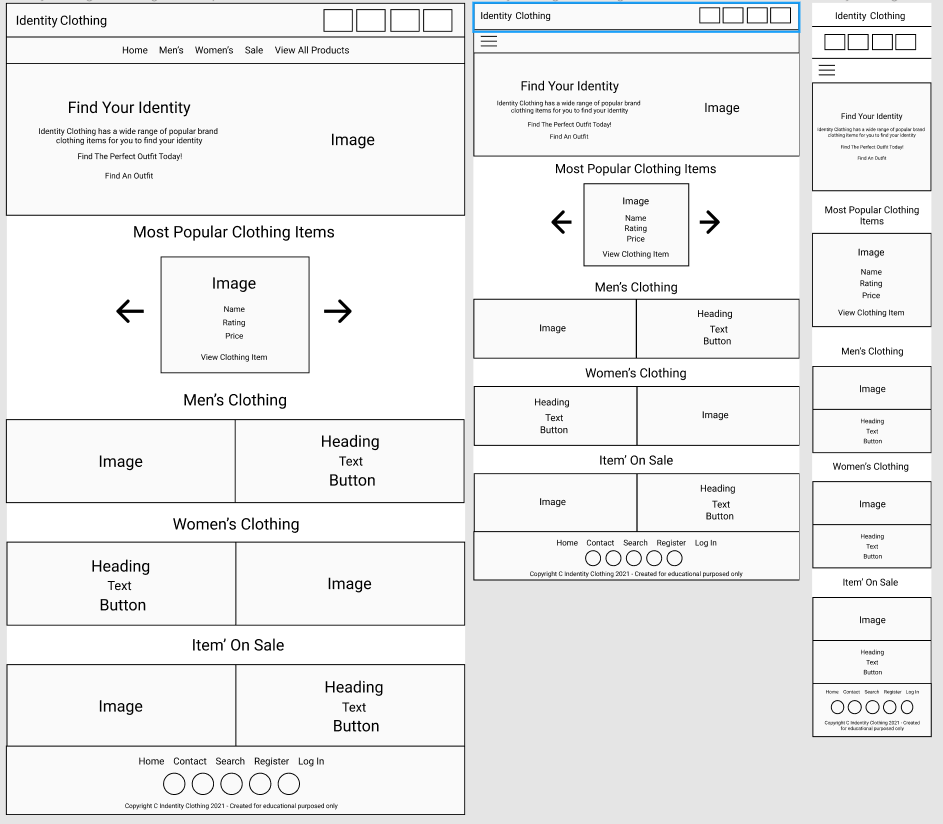 Identity Clothing
Home Men's Women's Sale View All Products
Find Your Identity
Identity Clothing has a wide range of popular brand
clothing items for you to find your identity
Find The Perfect Outfit Today!
Find An Outfit
Image
Most Popular Clothing Items
Image
Name
Rating
Price
View Clothing Item
Men's Clothing
Image
Heading
Text
Button
Women's Clothing
Heading
Text
Button
Image
Item' On Sale
Image
Heading
Text
Button
Home Contact Search Register Log In
Copyright C Indentity Clothing 2021 - Created for educational purposed only
Identity Clothing
Find Your Identity
Identity Clothing has a wide range of popular brand
clothing items for you to find your identity
Find The Perfect Outfit Today!
Find An Outfit
Image
Most Popular Clothing Items
Image
Name
Rating
Price
View Clothing Item
Men's Clothing
Image
Heading
Text
Button
Women's Clothing
Heading
Text
Button
Image
Item' On Sale
Image
Heading
Text
Button
Home Contact Search Register Log In
Copyright C Indentity Clothing 2021 - Created for educational purposed only
Identity Clothing
Find Your Identity
Identity Clothing has a wide range of popular brand
clothing items for you to find your identity
Find The Perfect Outfit Today!
Find An Outfit
Most Popular Clothing
Items
Image
Name
Rating
Price
View Clothing Item
Men's Clothing
Image
Heading
Text
Button
Women's Clothing
Image
Heading
Text
Button
Item' On Sale
Image
Heading
Text
Button
Home Contact Search Register Log In
Copyright C Indentity Clothing 2021 - Created
for educational purposed only